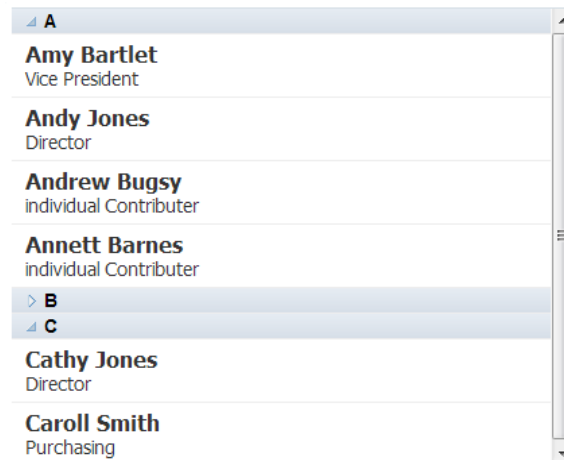 A
Amy Bartlet
Vice President
Andy Jones
Director
Andrew Bugsy
individual Contributer
Annett Barnes
individual Contributer
B
C
Cathy Jones
Director
Caroll Smith
Purchasing